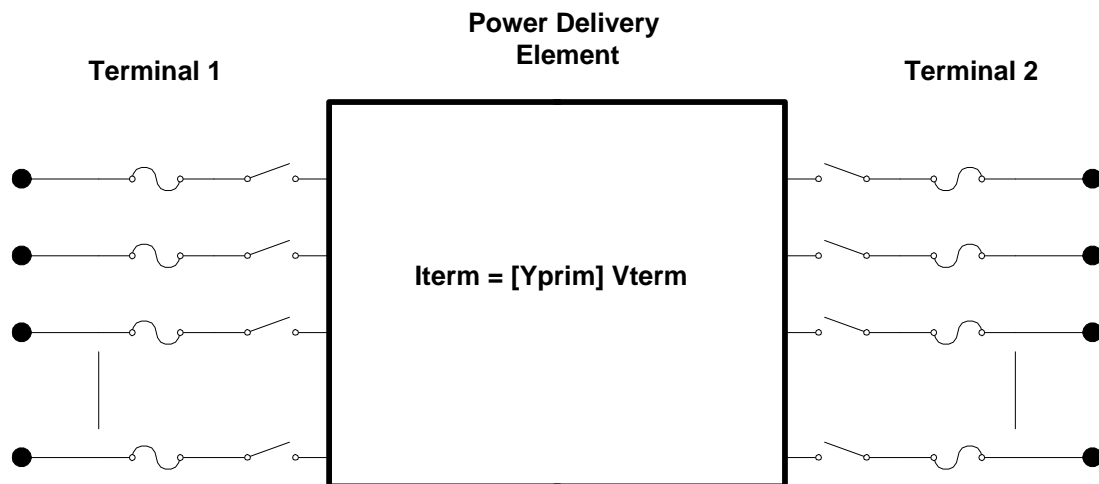 Power Delivery
Element
Terminal 1
Terminal 2
Iterm = [Yprim] Vterm